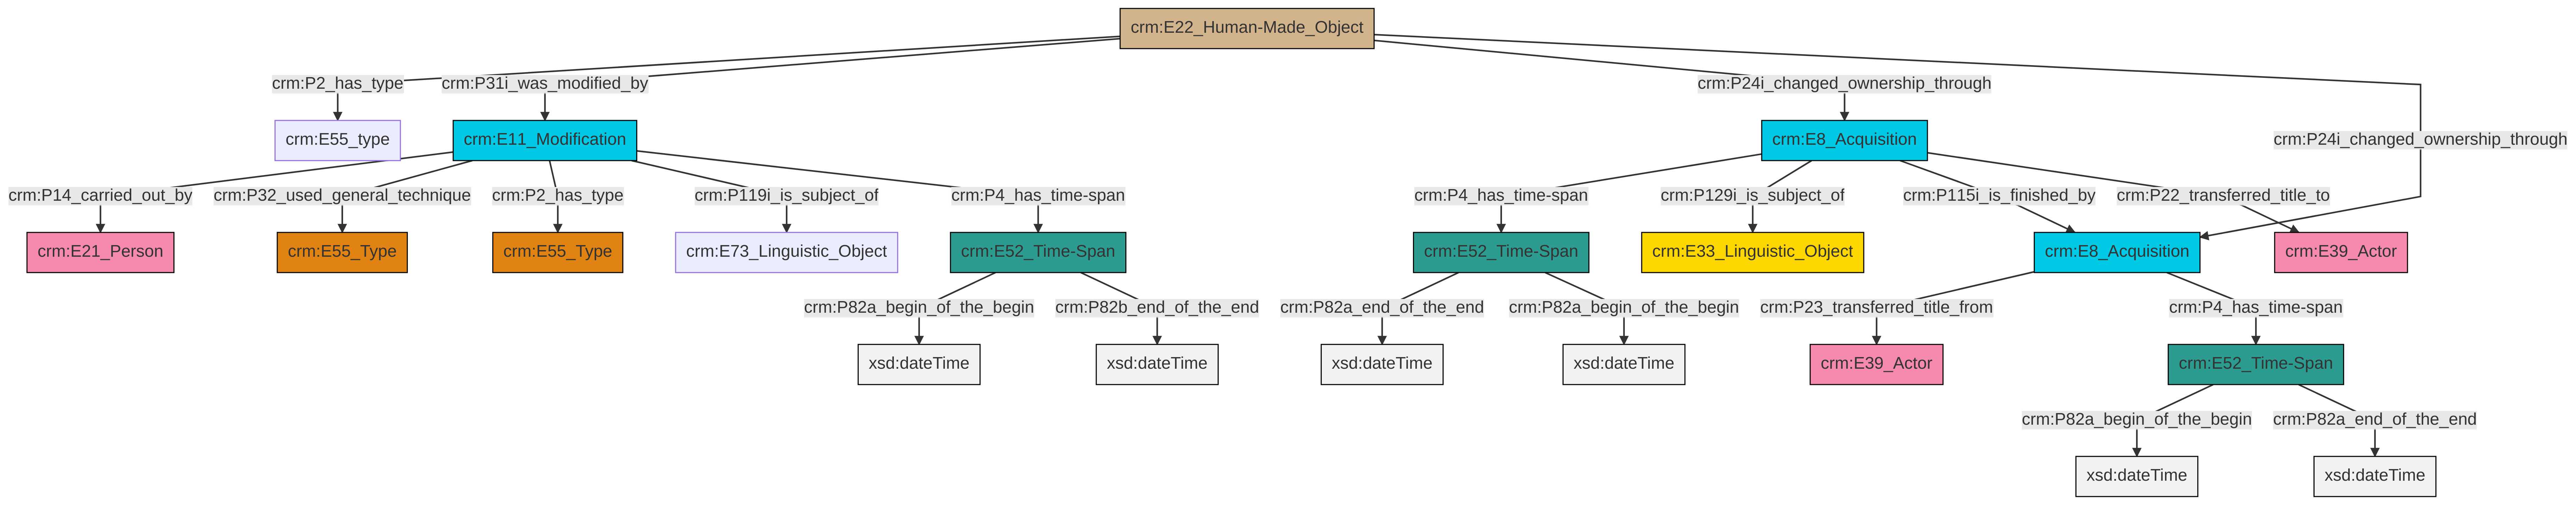 crm:E22_Human-Made_Object
crm:P2_has_type
crm:P31i_was_modified_by
crm:P24i_changed_ownership_through
crm:P24i_changed_ownership_through
crm:E55_type
crm:E11_Modification
crm:E8_Acquisition
crm:P14_carried_out_by
crm:P32_used_general_technique
crm:P2_has_type
crm:P119i_is_subject_of
crm:P4_has_time-span
crm:P4_has_time-span
crm:P129i_is_subject_of
crm:P115i_is_finished_by
crm:P22_transferred_title_to
crm:E21_Person
crm:E55_Type
crm:E55_Type
crm:E73_Linguistic_Object
crm:E52_Time-Span
crm:E52_Time-Span
crm:E33_Linguistic_Object
crm:E8_Acquisition
crm:E39_Actor
crm:P82a_begin_of_the_begin
crm:P82b_end_of_the_end
crm:P82a_end_of_the_end
crm:P82a_begin_of_the_begin
crm:P23_transferred_title_from
crm:P4_has_time-span
xsd:dateTime
xsd:dateTime
xsd:dateTime
xsd:dateTime
crm:E39_Actor
crm:E52_Time-Span
crm:P82a_begin_of_the_begin
crm:P82a_end_of_the_end
xsd:dateTime
xsd:dateTime